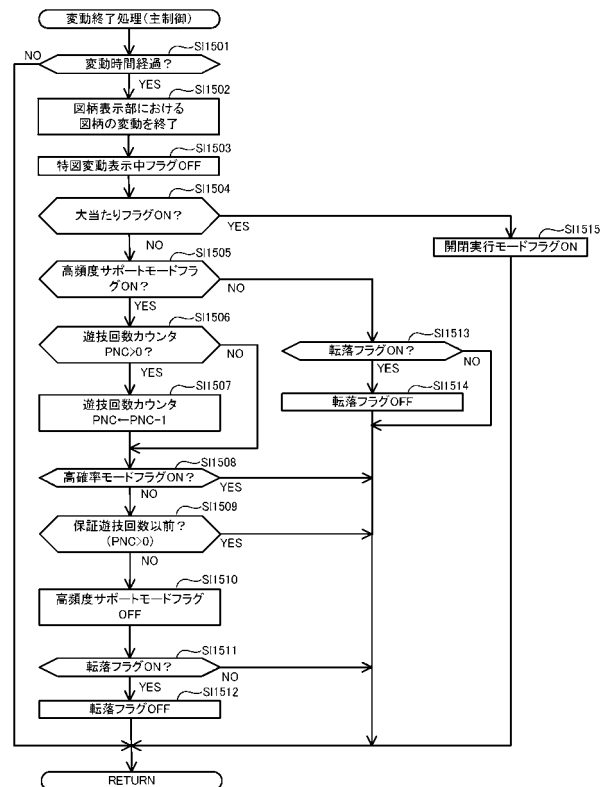 変動終了処理(主制御)
SI1501
NO
変動時間経過?
YES
SI1502
図柄表示部における
図柄の変動を終了
SI1503
特図変動表示中フラグOFF
SI1504
大当たりフラグON?
YES
NO
SI1515
開閉実行モードフラグON
SI1505
高頻度サポートモードフラ
グON?
NO
YES
SI1506
遊技回数カウンタ
PNC>0?
NO
YES
SI1513
転落フラグON?
NO
YES
SI1507
遊技回数カウンタ
PNC←PNC-1
SI1514
転落フラグOFF
SI1508
高確率モードフラグON?
YES
NO
SI1509
保証遊技回数以前?
(PNC>0)
YES
NO
SI1510
高頻度サポートモードフラグ
OFF
SI1511
転落フラグON?
NO
YES
SI1512
転落フラグOFF
RETURN